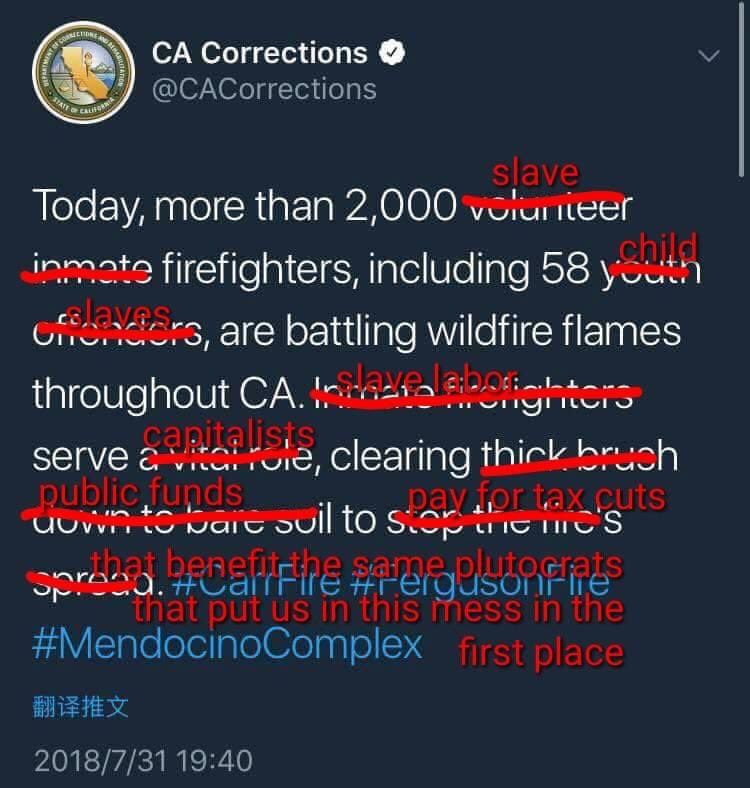 CA Corrections
@CACorrections
slave
Today, more than 2,000 volunteer
child
inmate firefighters, including 58 youth
slaves
offenders, are battling wildfire flames
slave labor
throughout CA. Inmate firefighters
capitalists
serve a vital role, clearing thick brush
public funds pay for tax cuts
down to bare soil to stop the fire's
that benefit the same plutocrats
spread. #CarrFire #FergusonFire
that put us in this mess in the
#MendocinoComplex first place
翻译推文
2018/7/31 19:40
DEPARTMENT OF CORRECTIONS AND REHABILITATION
STATE OF CALIFORNIA